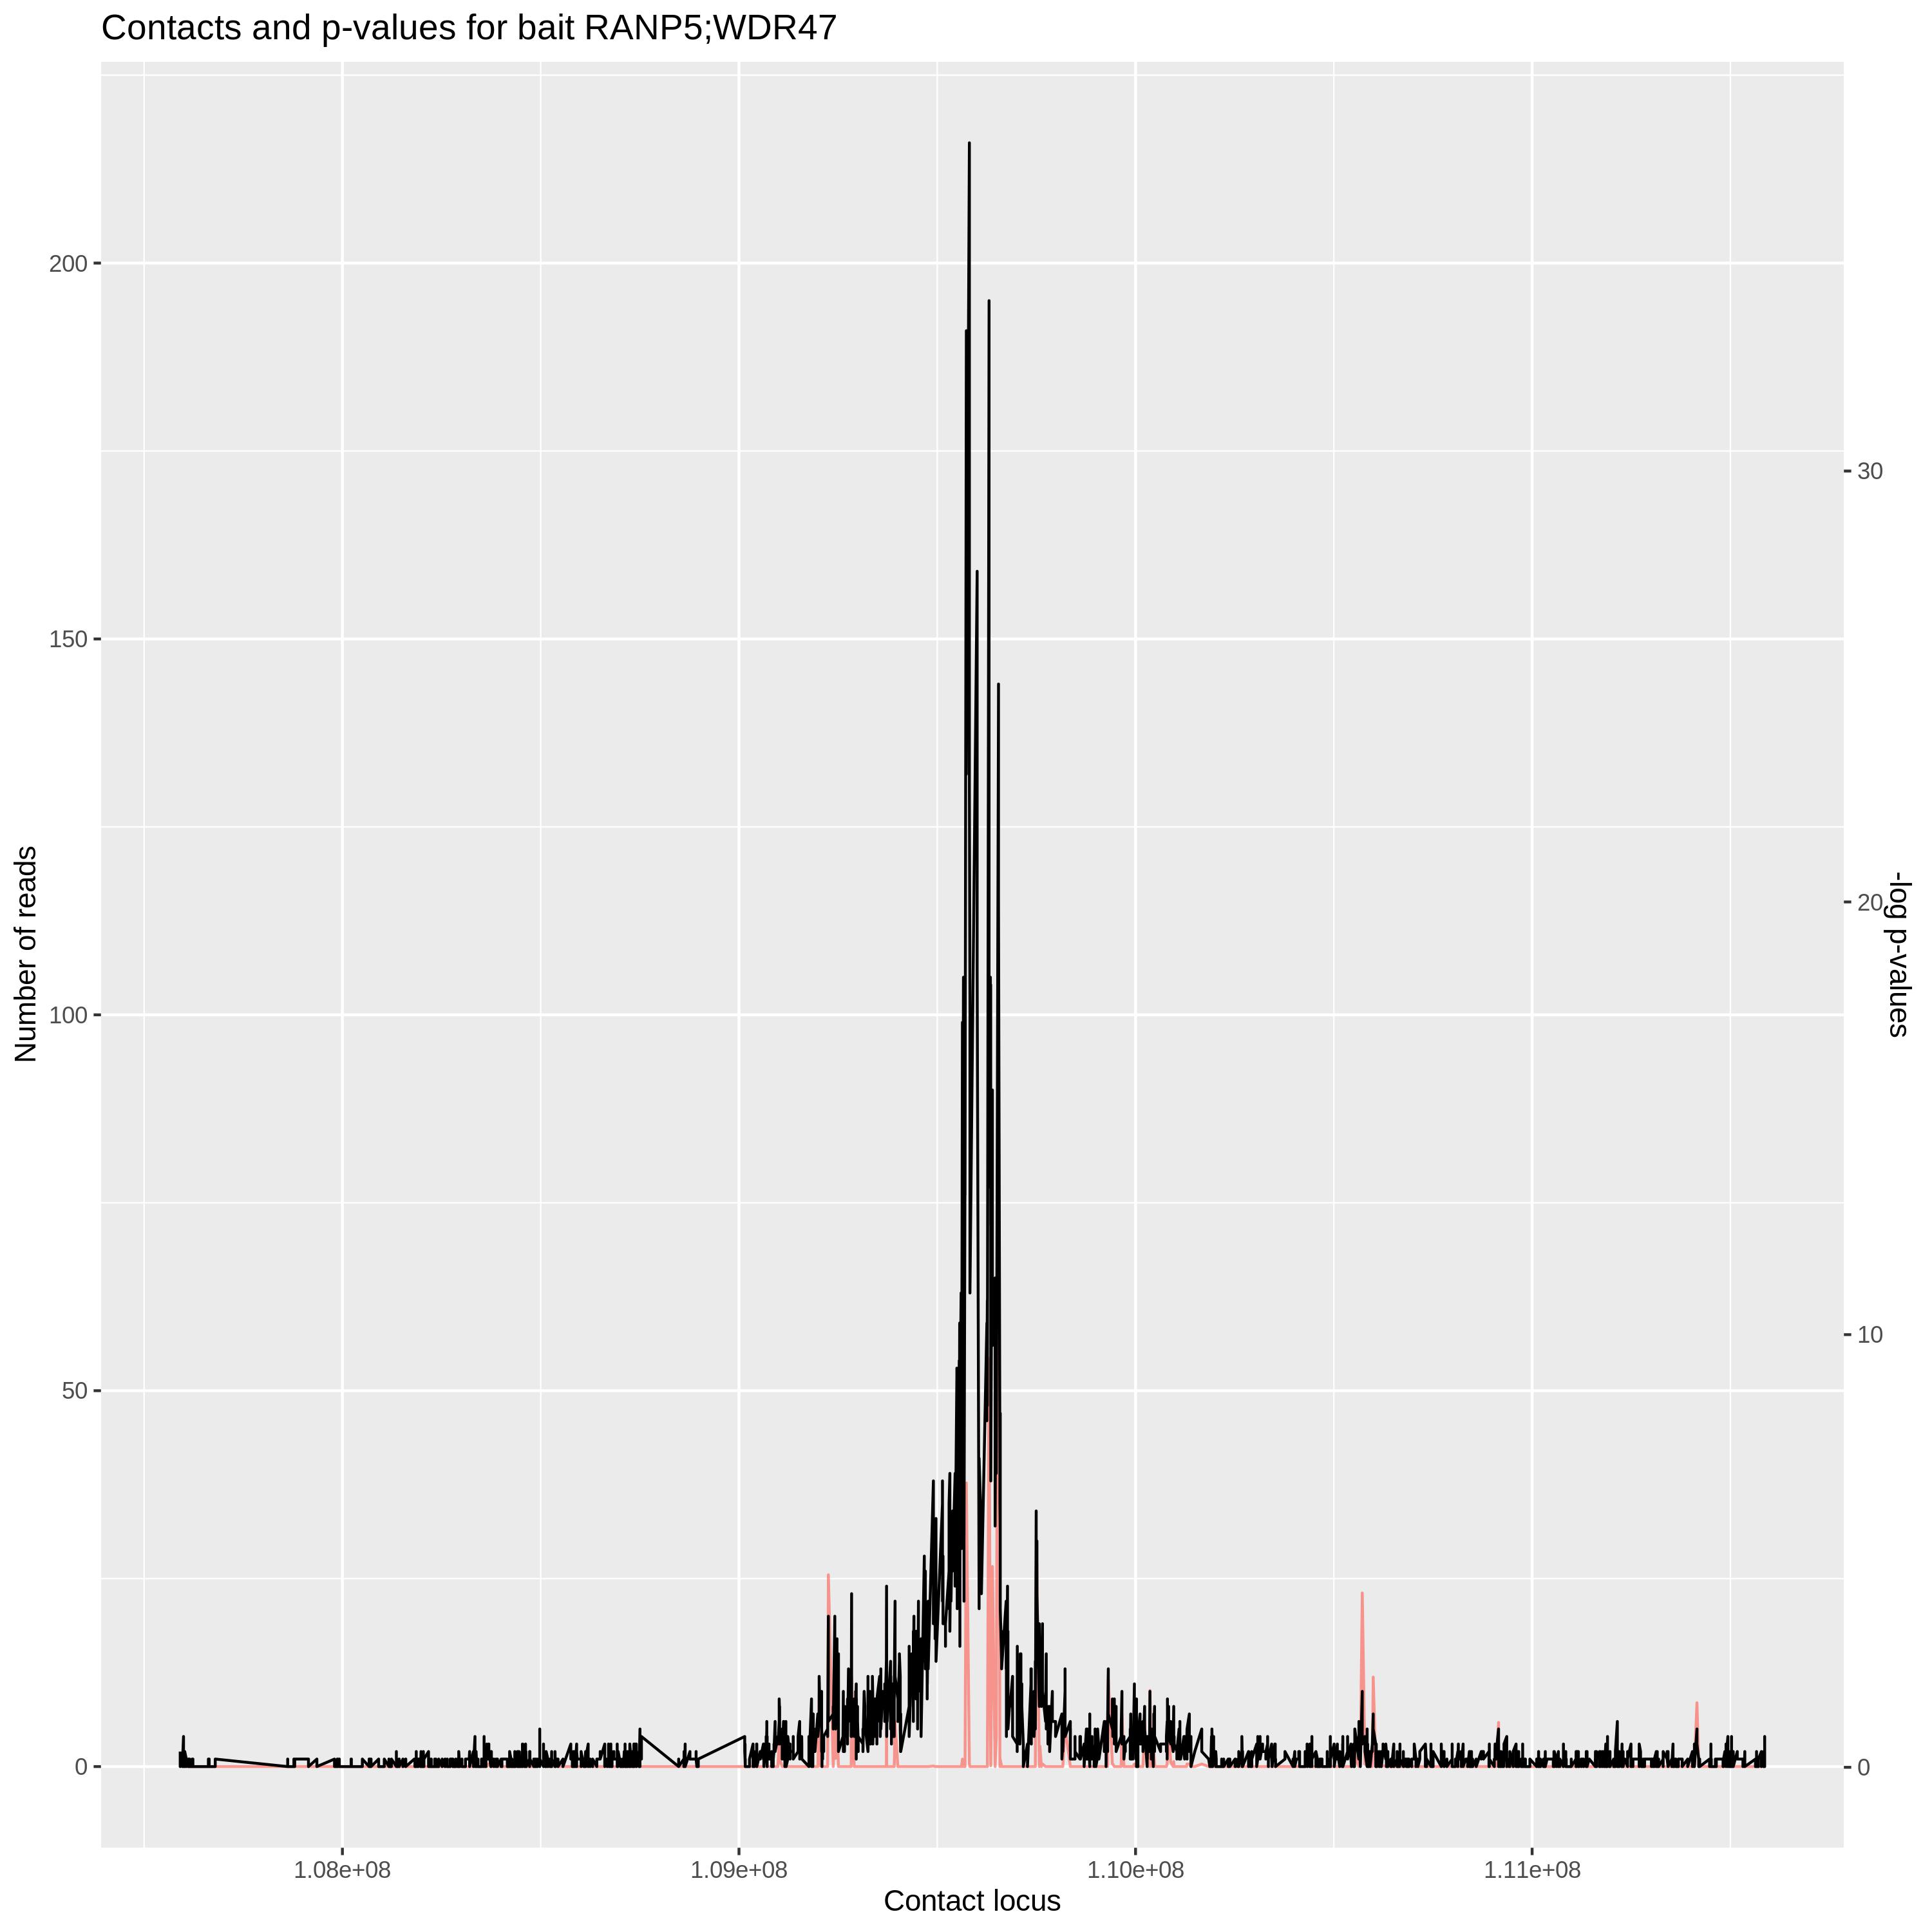 Contacts and p-values for bait RANP5;WDR47
Number of reads
200
150
100
50
0
30
20
10
0
-log p-values
1.08e+08
1.09e+08
1.10e+08
1.11e+08
Contact locus